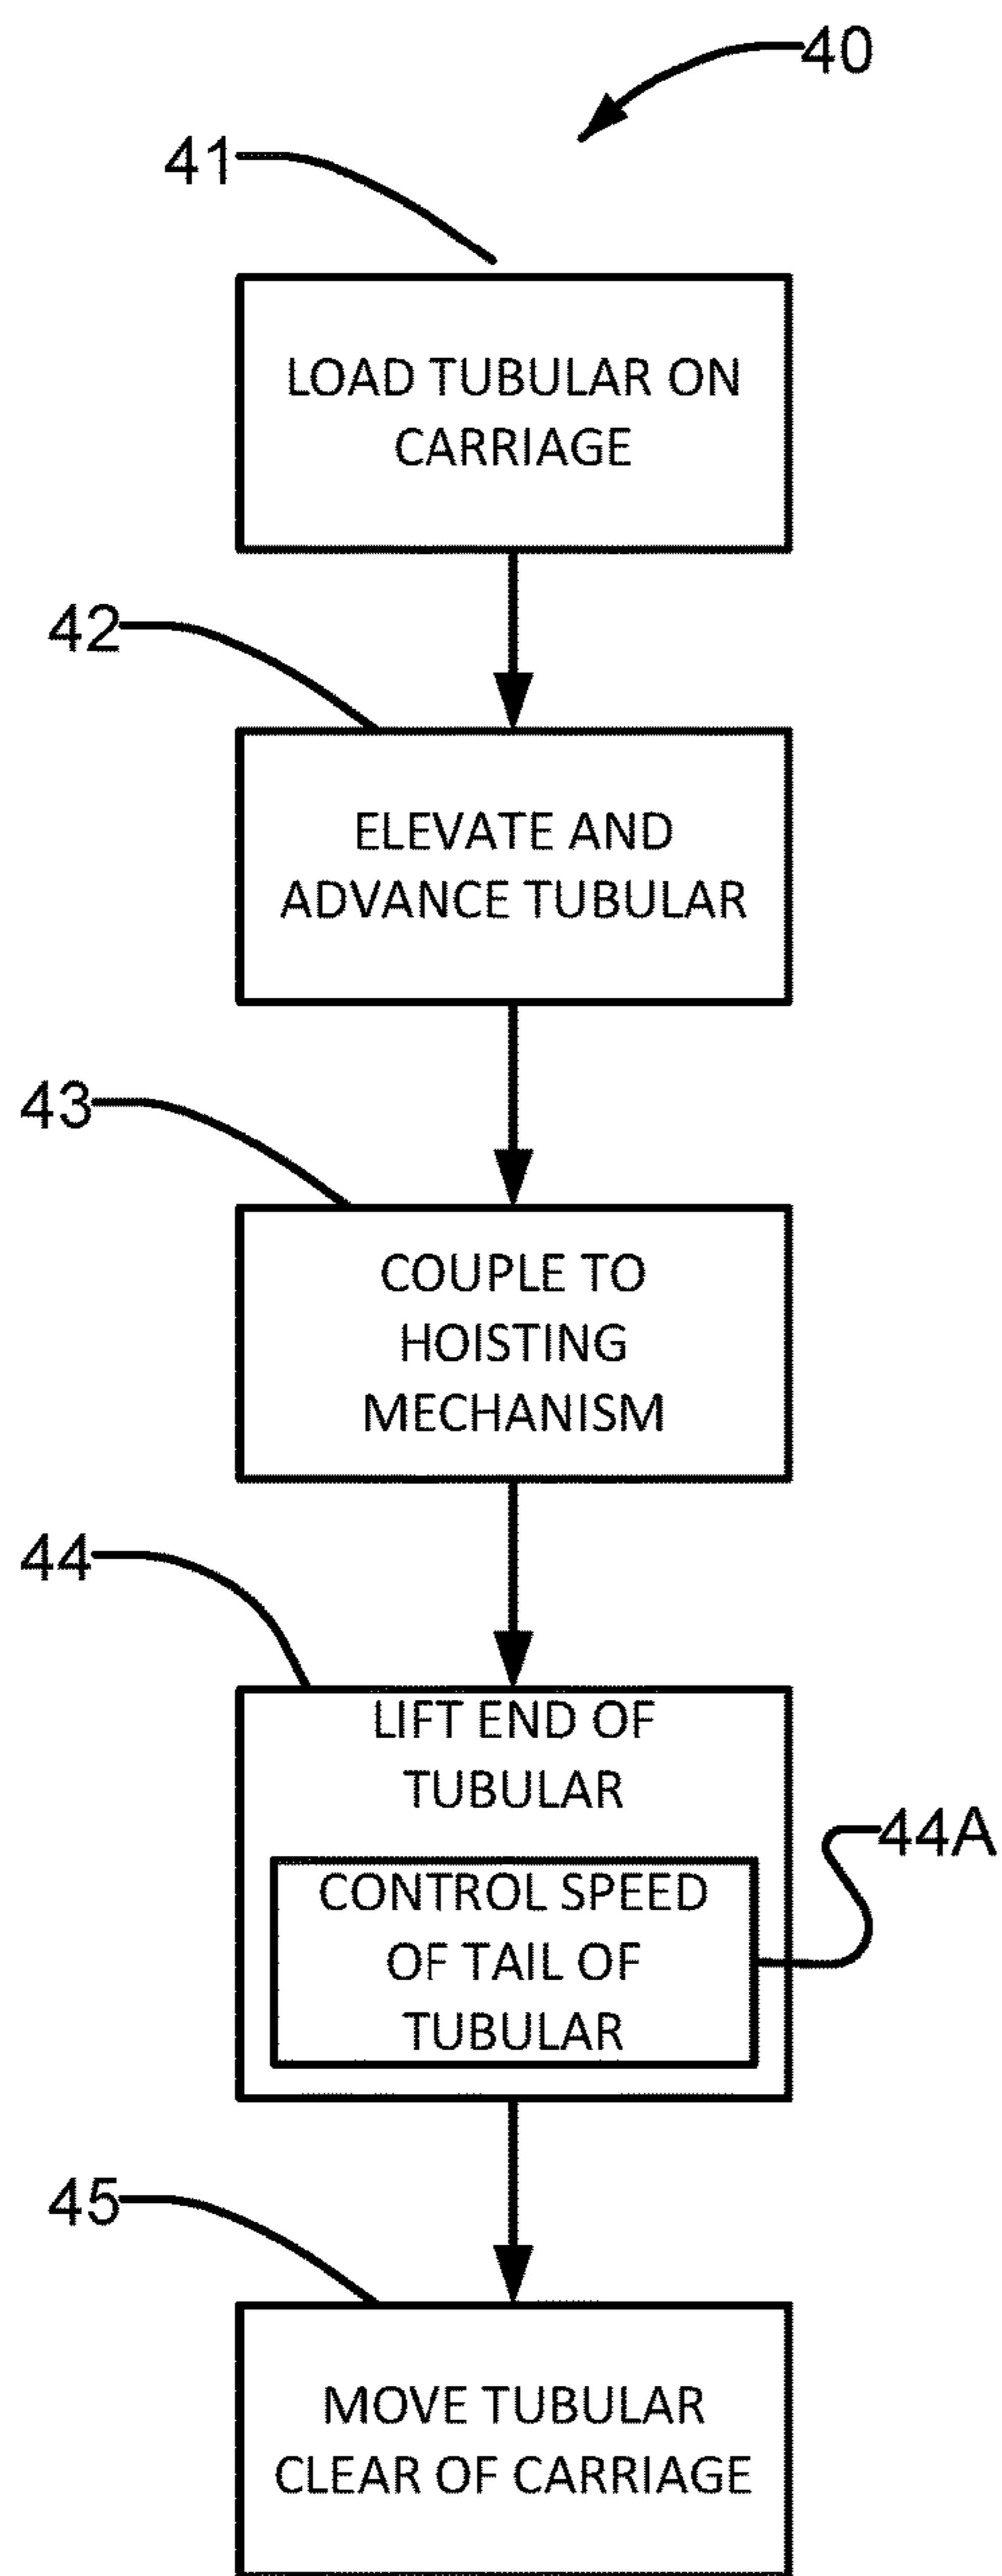 40
41
LOAD TUBULAR ON
CARRIAGE
42
ELEVATE AND
ADVANCE TUBULAR
43
COUPLE TO
HOISTING
MECHANISM
44
LIFT END OF
TUBULAR
44A
CONTROL SPEED
OF TAIL OF
TUBULAR
45
MOVE TUBULAR
CLEAR OF CARRIAGE